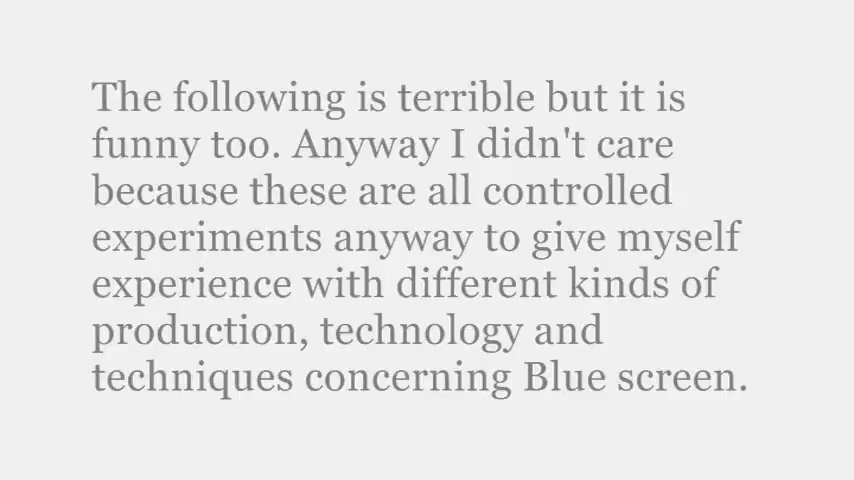 The following is terrible but it is
funny too. Anyway I didn't care
because these are all controlled
experiments anyway to give myself
experience with different kinds of
production, technology and
techniques concerning Blue screen.